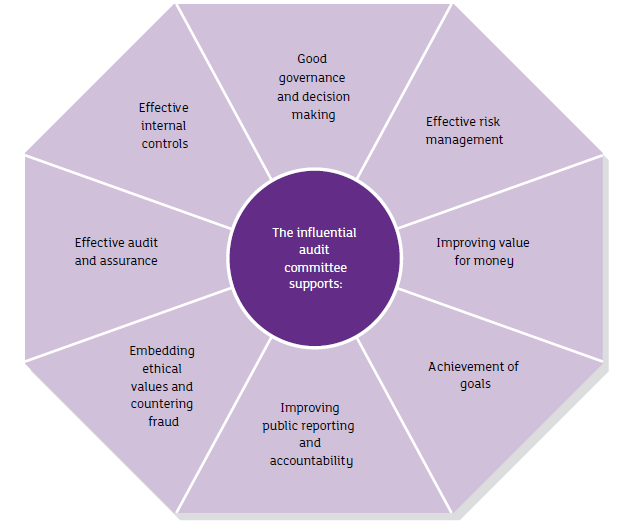 The influential
audit
committee
supports:
Good
governance
and decision
making
Effective risk
management
Improving value
for money
Achievement of
goals
Improving
public reporting
and
accountability
Embedding
ethical
values and
countering
fraud
Effective audit
and assurance
Effective
internal
controls